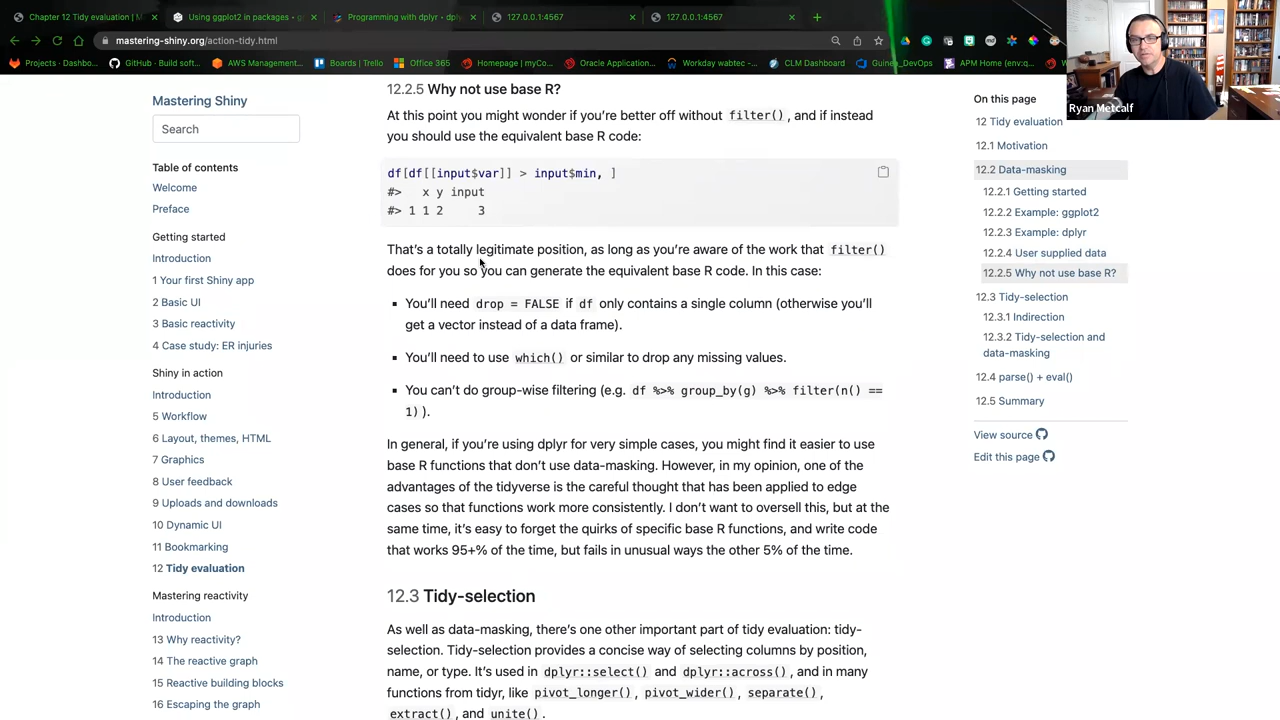 Chapter 12 Tidy evaluation | M
Using ggplot2 in packages • g
Programming with dplyr • dply
127.0.0.1:4567
127.0.0.1:4567
mastering-shiny.org/action-tidy.html
Projects · Dashbo...
GitHub · Build soft...
AWS Management...
Boards | Trello
Office 365
Homepage | myCo...
Oracle Application...
Workday wabtec -...
CLM Dashboard
Guinea_DevOps
APM Home (env:q...
Ryan Metcalf
Mastering Shiny
Search
Table of contents
Welcome
Preface
Getting started
Introduction
1 Your first Shiny app
2 Basic UI
3 Basic reactivity
4 Case study: ER injuries
Shiny in action
Introduction
5 Workflow
6 Layout, themes, HTML
7 Graphics
8 User feedback
9 Uploads and downloads
10 Dynamic UI
11 Bookmarking
12 Tidy evaluation
Mastering reactivity
Introduction
13 Why reactivity?
14 The reactive graph
15 Reactive building blocks
16 Escaping the graph
12.2.5 Why not use base R?
At this point you might wonder if you're better off without filter(), and if instead
you should use the equivalent base R code:
df[df[[input$var]] > input$min, ]
#>   x y input
#> 1 1 2     3
That's a totally legitimate position, as long as you're aware of the work that filter()
does for you so you can generate the equivalent base R code. In this case:
▪ You'll need drop = FALSE if df only contains a single column (otherwise you'll
get a vector instead of a data frame).
▪ You'll need to use which() or similar to drop any missing values.
▪ You can't do group-wise filtering (e.g. df %>% group_by(g) %>% filter(n() ==
1)).
In general, if you're using dplyr for very simple cases, you might find it easier to use
base R functions that don't use data-masking. However, in my opinion, one of the
advantages of the tidyverse is the careful thought that has been applied to edge
cases so that functions work more consistently. I don't want to oversell this, but at the
same time, it's easy to forget the quirks of specific base R functions, and write code
that works 95+% of the time, but fails in unusual ways the other 5% of the time.
12.3 Tidy-selection
As well as data-masking, there's one other important part of tidy evaluation: tidy-
selection. Tidy-selection provides a concise way of selecting columns by position,
name, or type. It's used in dplyr::select() and dplyr::across(), and in many
functions from tidyr, like pivot_longer(), pivot_wider(), separate(),
extract(), and unite().
On this page
12 Tidy evaluation
12.1 Motivation
12.2 Data-masking
12.2.1 Getting started
12.2.2 Example: ggplot2
12.2.3 Example: dplyr
12.2.4 User supplied data
12.2.5 Why not use base R?
12.3 Tidy-selection
12.3.1 Indirection
12.3.2 Tidy-selection and
data-masking
12.4 parse() + eval()
12.5 Summary
View source
Edit this page